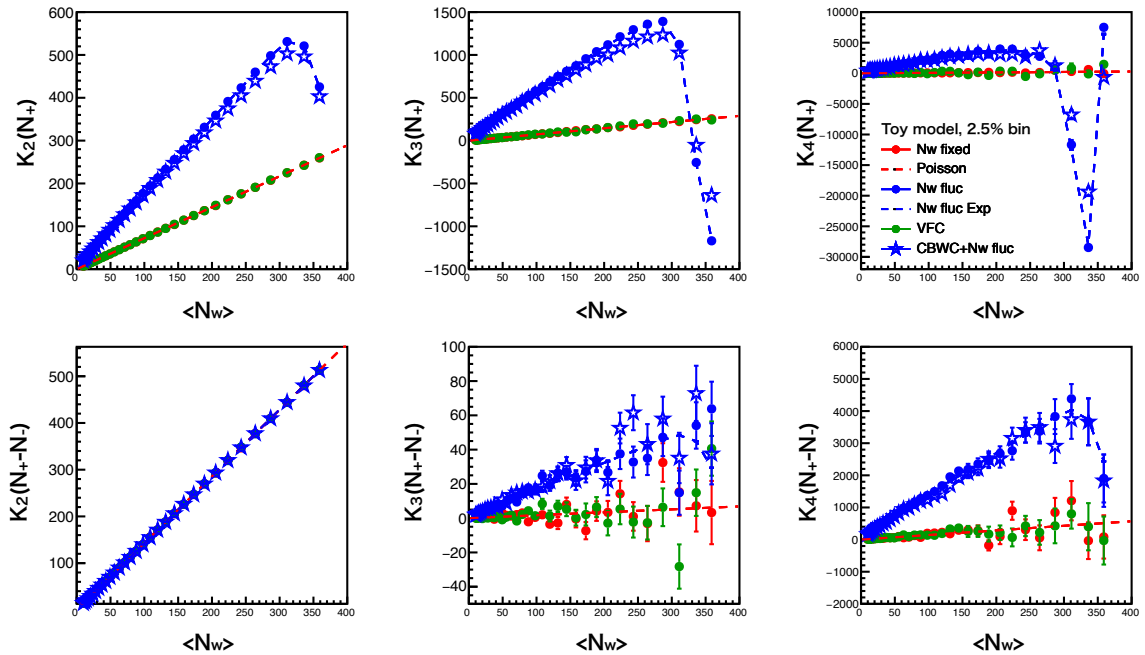 K2(N+)
600
500
400
300
200
100
0
0 50 100 150 200 250 300 350 400
<Nw>
K3(N+)
1500
1000
500
0
−500
−1000
−1500
0 50 100 150 200 250 300 350 400
<Nw>
K4(N+)
10000
5000
0
−5000
−10000
−15000
−20000
−25000
−30000
Toy model, 2.5% bin
Nw fixed
Poisson
Nw fluc
Nw fluc Exp
VFC
CBWC+Nw fluc
0 50 100 150 200 250 300 350 400
<Nw>
K2(N+-N-)
500
400
300
200
100
0 50 100 150 200 250 300 350 400
<Nw>
K3(N+-N-)
100
80
60
40
20
0
−20
−40
0 50 100 150 200 250 300 350 400
<Nw>
K4(N+-N-)
6000
5000
4000
3000
2000
1000
0
−1000
−2000
0 50 100 150 200 250 300 350 400
<Nw>